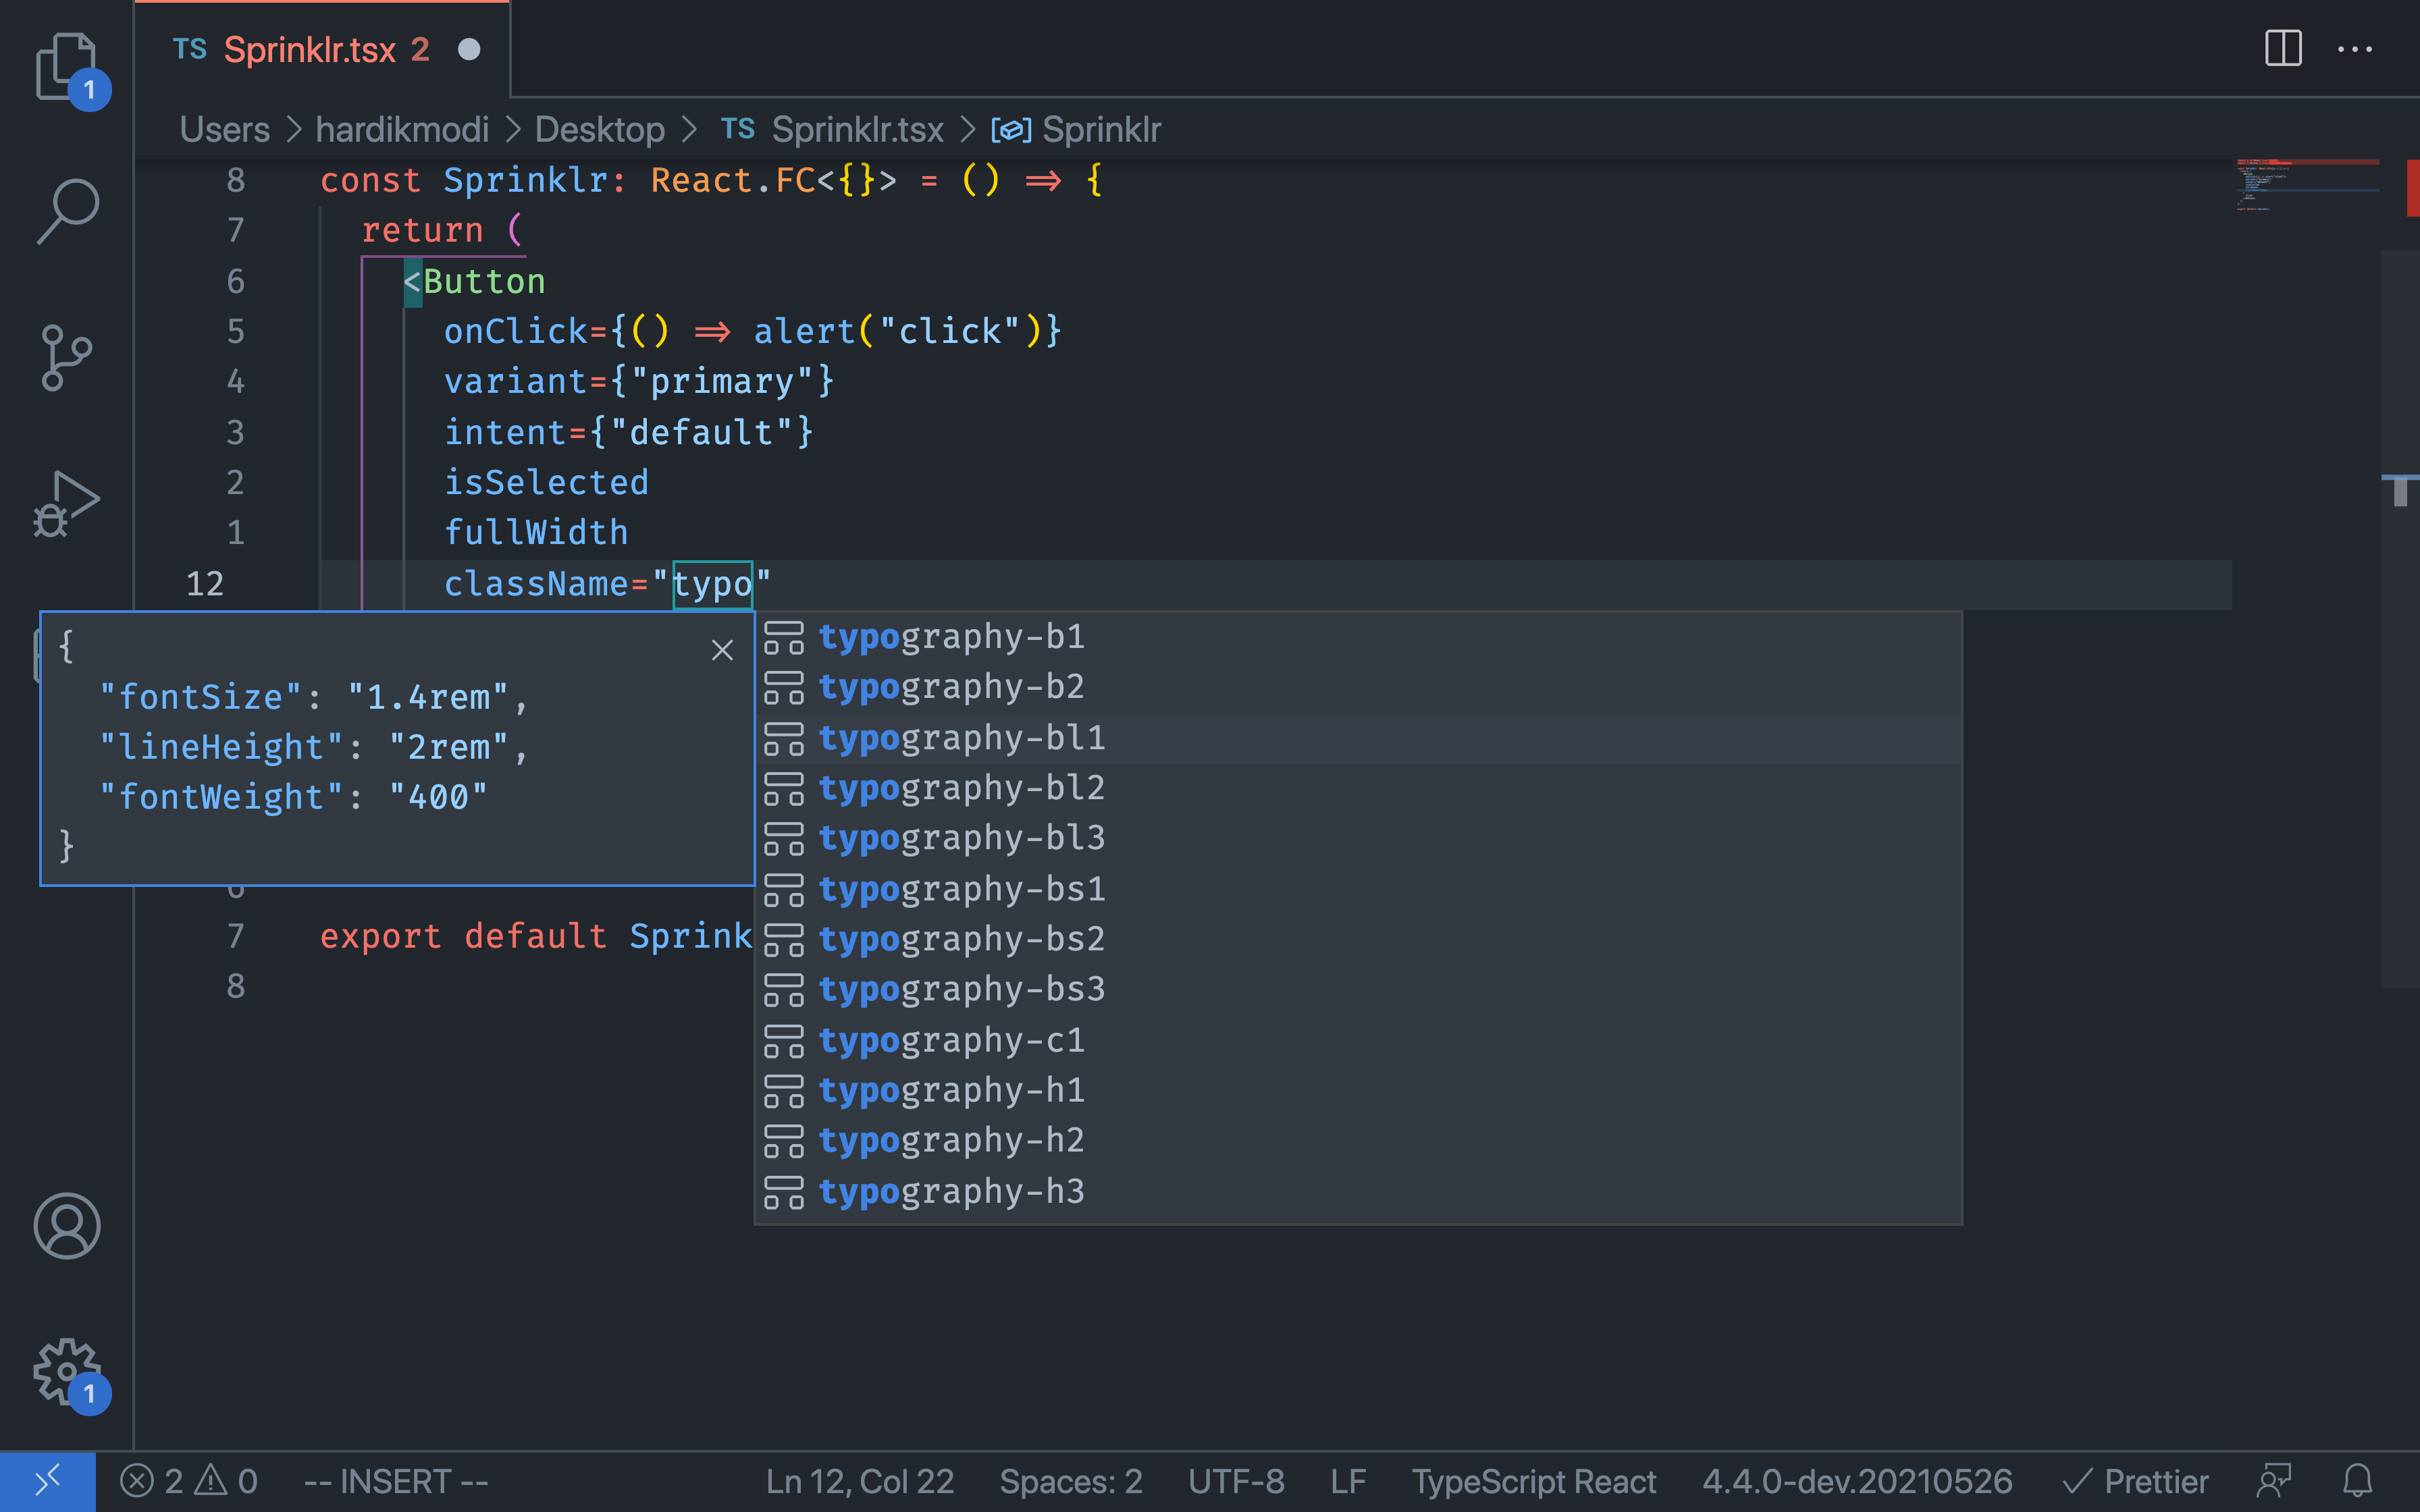 TS Sprinklr.tsx 2
1
Users > hardikmodi > Desktop > TS Sprinklr.tsx > Sprinklr
8 const Sprinklr: React.FC<{}> = () => {
7 return (
6 <Button
5 onClick={() => alert("click")}
4 variant={"primary"}
3 intent={"default"}
2 isSelected
1 fullWidth
12 className="typo"
{
"fontSize": "1.4rem",
"lineHeight": "2rem",
"fontWeight": "400"
}
typography-b1
typography-b2
typography-bl1
typography-bl2
typography-bl3
typography-bs1
typography-bs2
typography-bs3
typography-c1
typography-h1
typography-h2
typography-h3
6
7 export default Sprink
8
1
2 0 -- INSERT -- Ln 12, Col 22 Spaces: 2 UTF-8 LF TypeScript React 4.4.0-dev.20210526 Prettier